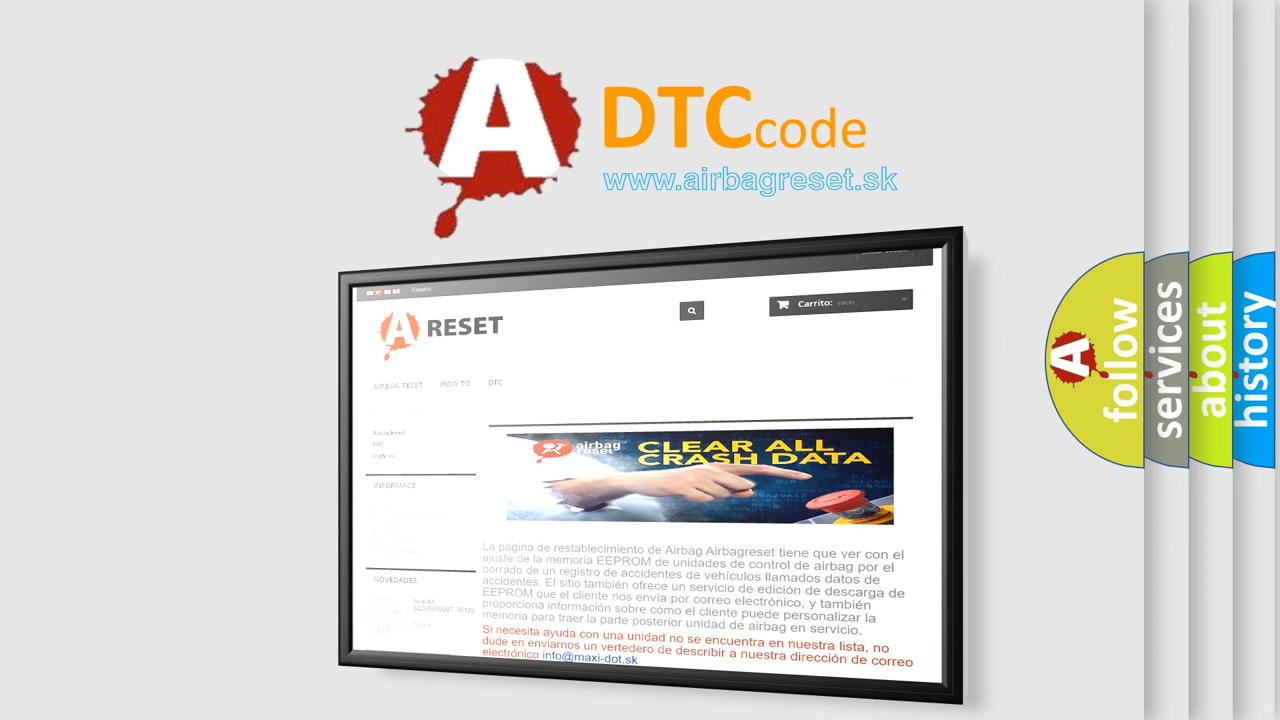 A DTCcode
www.airbagreset.sk
Español
A RESET
Carrito: vacío
AIRBAG RESET HOW TO DTC
Airbag Reset
DTC
INFORMACE
NOVEDADES
airbag
reset
CLEAR ALL
CRASH DATA
La página de restablecimiento de Airbag Airbagreset tiene que ver con el
ajuste de la memoria EEPROM de unidades de control de airbag por el
borrado de un registro de accidentes de vehículos llamados datos de
accidentes. El sitio también ofrece un servicio de edición de descarga de
EEPROM que el cliente nos envía por correo electrónico, y también
proporciona información sobre cómo el cliente puede personalizar la
memoria para traer la parte posterior unidad de airbag en servicio.
Si necesita ayuda con una unidad no se encuentra en nuestra lista, no
dude en enviarnos un vertedero de describir a nuestra dirección de correo
electrónico info@maxi-dot.sk
A follow
services
about
history